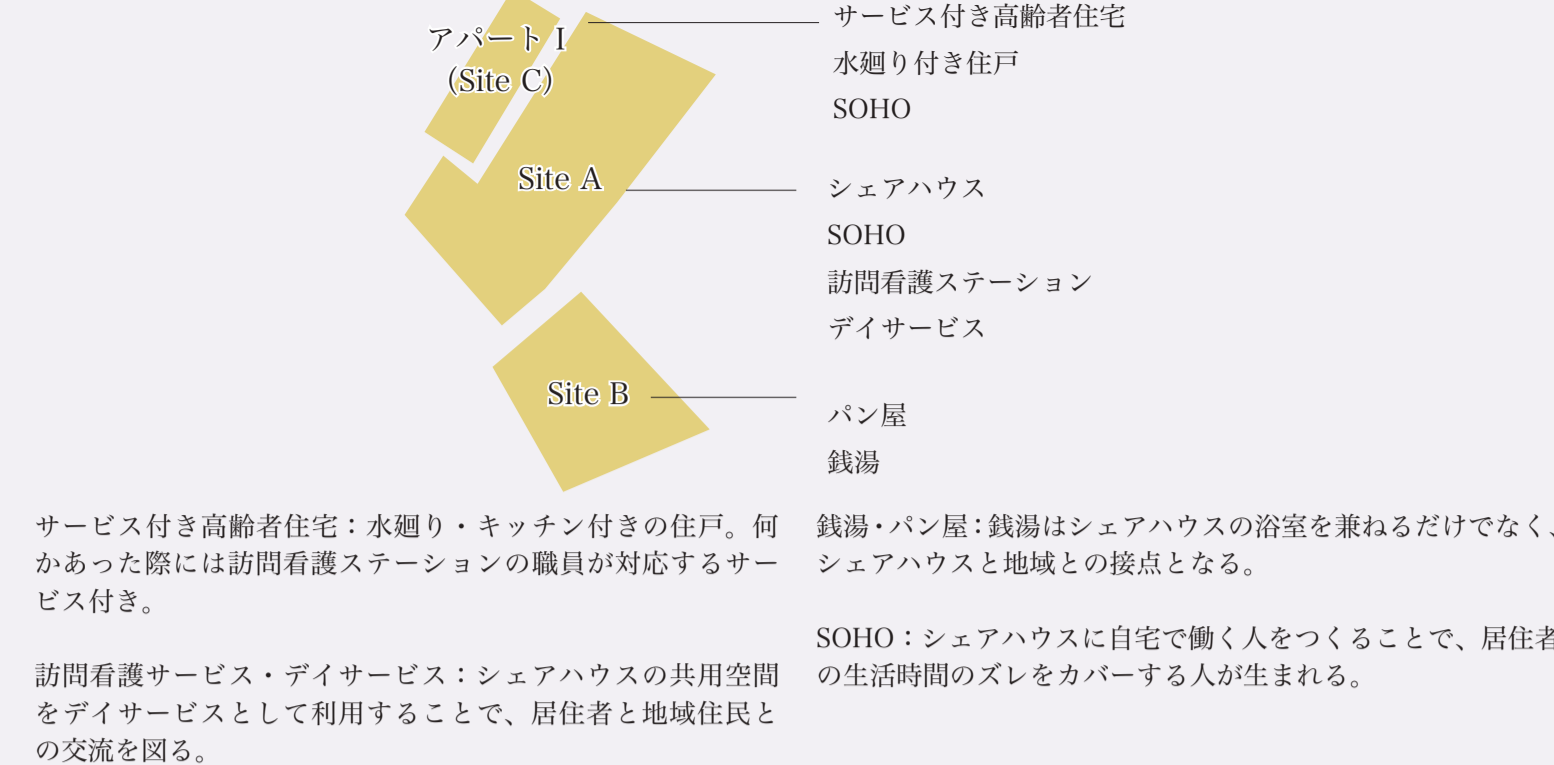 アパート I
(Site C)
サービス付き高齢者住宅
水廻り付き住戸
SOHO
Site A
シェアハウス
SOHO
訪問看護ステーション
デイサービス
Site B
パン屋
銭湯
サービス付き高齢者住宅：水廻り・キッチン付きの住戸。何
かあった際には訪問看護ステーションの職員が対応するサー
ビス付き。
訪問看護サービス・デイサービス：シェアハウスの共用空間
をデイサービスとして利用することで、居住者と地域住民と
の交流を図る。
銭湯・パン屋：銭湯はシェアハウスの浴室を兼ねるだけでなく、
シェアハウスと地域との接点となる。
SOHO：シェアハウスに自宅で働く人をつくることで、居住者
の生活時間のズレをカバーする人が生まれる。